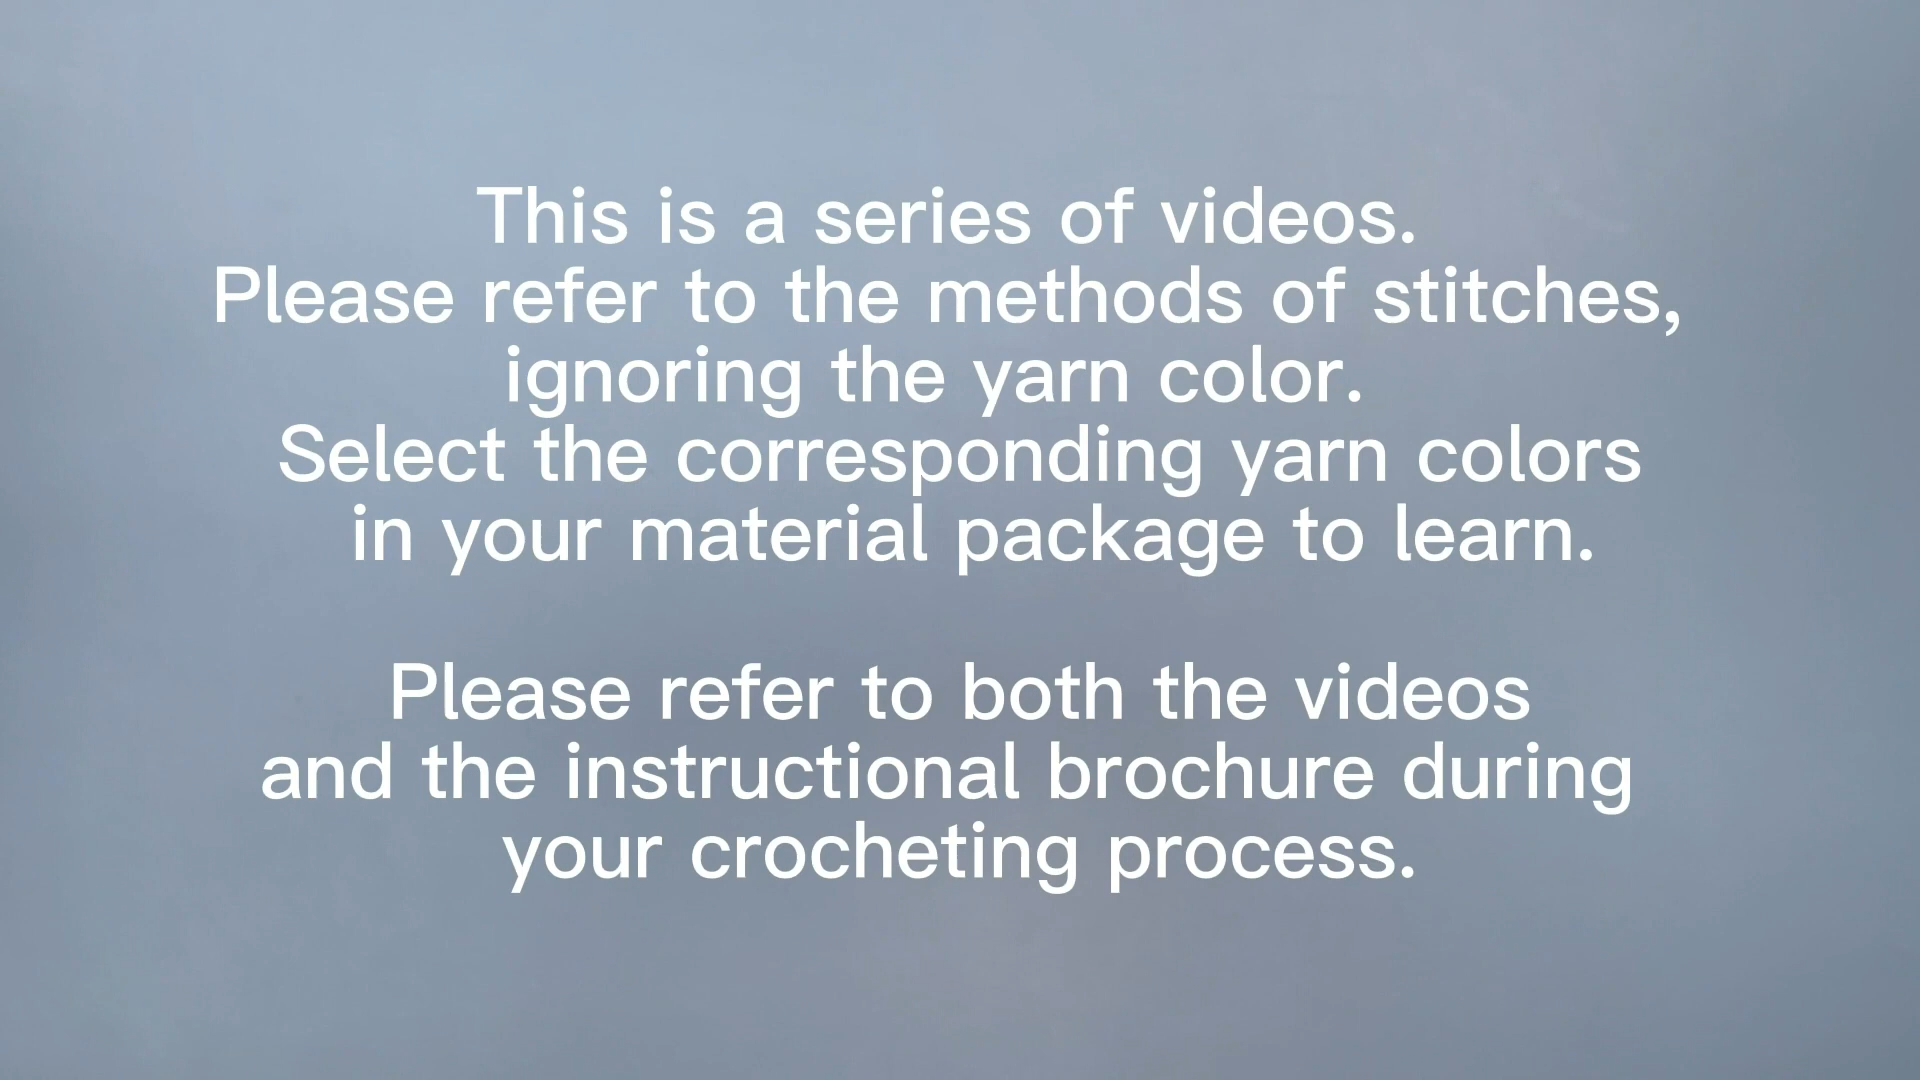 This is a series of videos.
Please refer to the methods of stitches,
ignoring the yarn color.
Select the corresponding yarn colors
in your material package to learn.
Please refer to both the videos
and the instructional brochure during
your crocheting process.